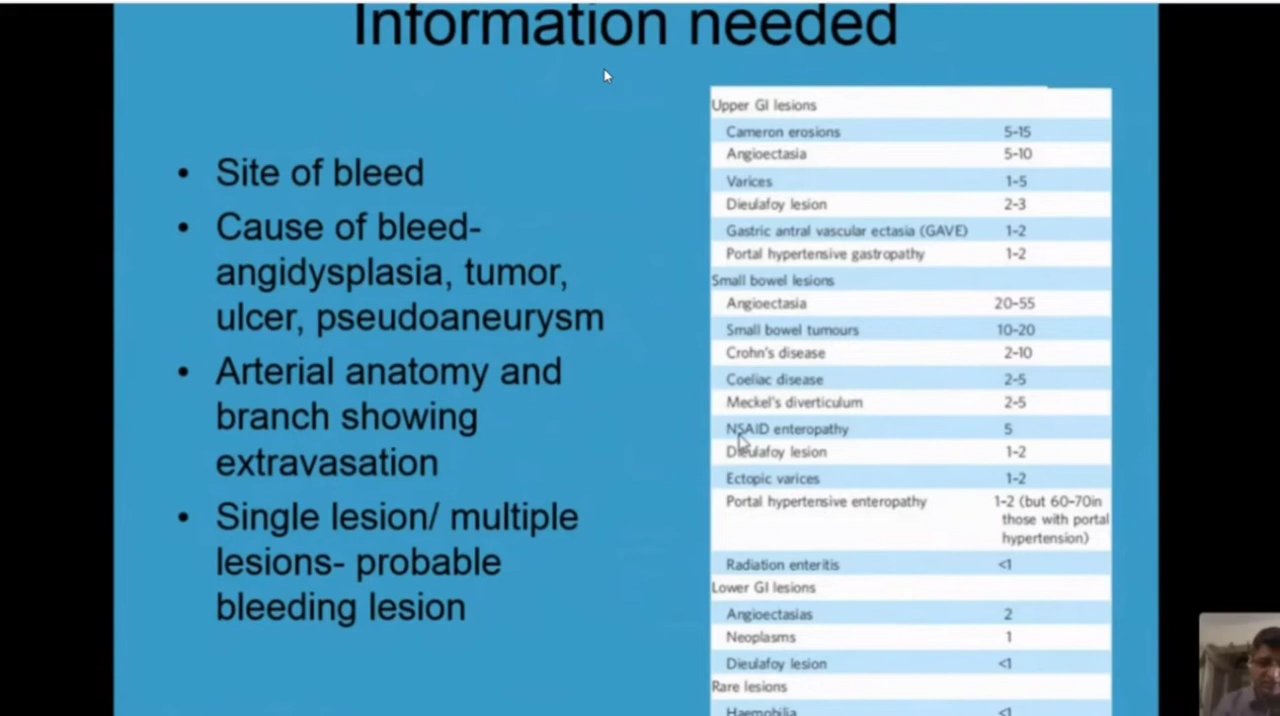 Information needed
• Site of bleed
• Cause of bleed-
angidysplasia, tumor,
ulcer, pseudoaneurysm
• Arterial anatomy and
branch showing
extravasation
• Single lesion/ multiple
lesions- probable
bleeding lesion
Upper GI lesions
Cameron erosions 5-15
Angioectasia 5-10
Varices 1-5
Dieulafoy lesion 2-3
Gastric antral vascular ectasia (GAVE) 1-2
Portal hypertensive gastropathy 1-2
Small bowel lesions
Angioectasia 20-55
Small bowel tumours 10-20
Crohn's disease 2-10
Coeliac disease 2-5
Meckel's diverticulum 2-5
NSAID enteropathy 5
Dieulafoy lesion 1-2
Ectopic varices 1-2
Portal hypertensive enteropathy 1-2 (but 60-70in
those with portal
hypertension)
Radiation enteritis <1
Lower GI lesions
Angioectasias 2
Neoplasms 1
Dieulafoy lesion <1
Rare lesions
Haemobilia <1